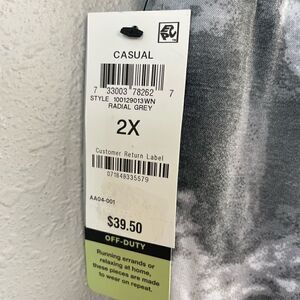 CASUAL
7 33003 78262 7
STYLE 100129013WN
RADIAL GREY
2X
Customer Return Label
071649335579
AA04-001
$39.50
OFF-DUTY
Running errands or
relaxing at home,
these pieces are made
to wear on repeat.